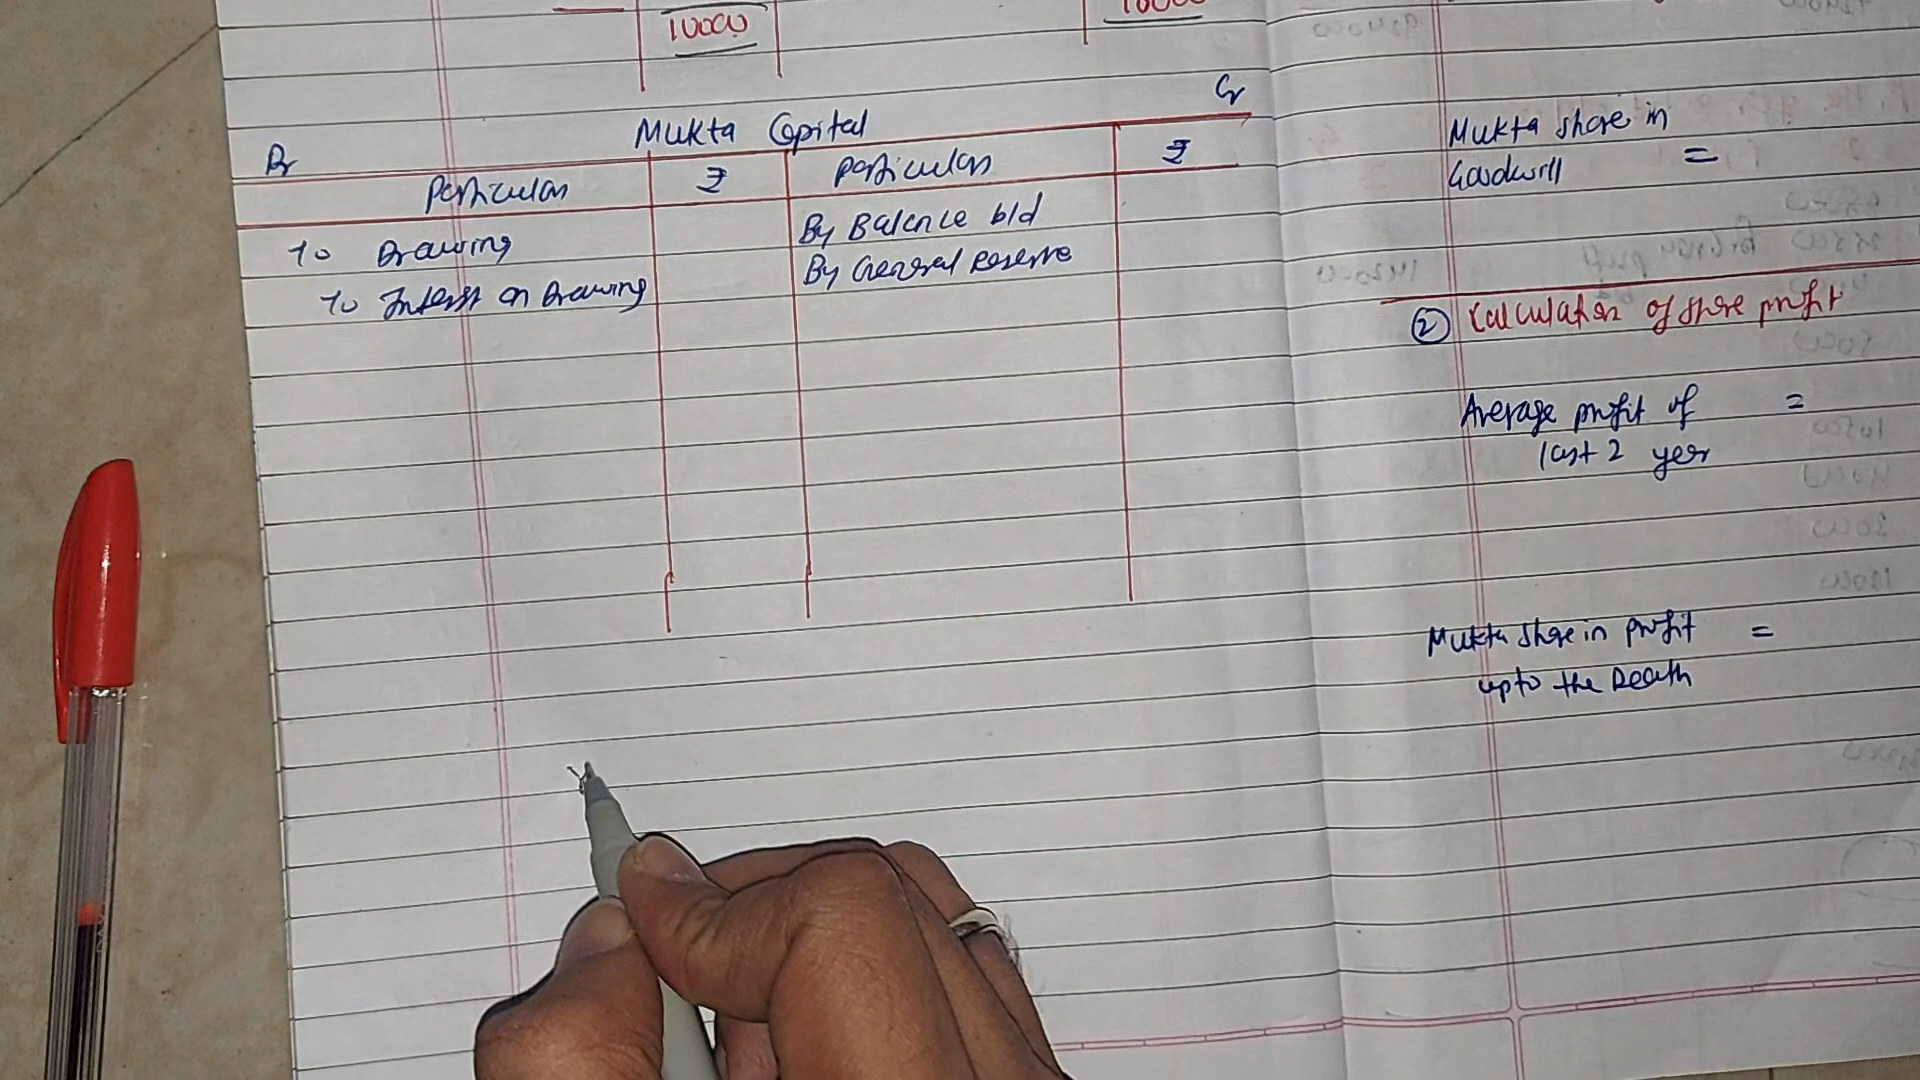 10000
10000
Mukta Capital
Dr
Cr
Particulars ₹ Particulars ₹
To Drawing
By Balance b/d
To Interest on Drawing
By General Reserve
Mukta share in
Goodwill =
② Calculation of share profit
Average profit of =
last 2 year
Mukta share in profit =
upto the Death